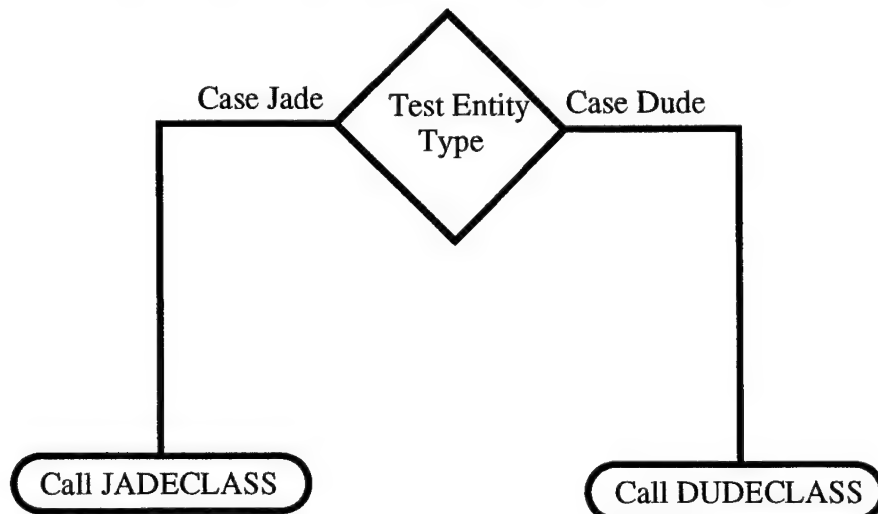 Case Jade
Test Entity
Type
Case Dude
Call JADECLASS
Call DUDECLASS